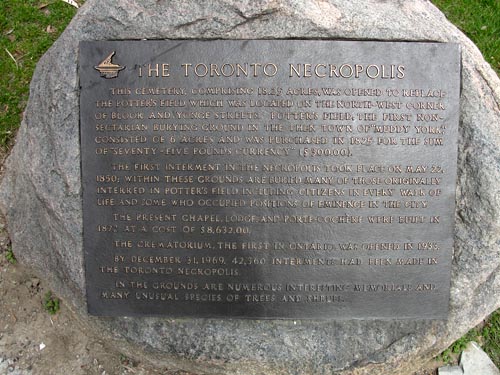 THE TORONTO NECROPOLIS
THIS CEMETERY, COMPRISING 18.25 ACRES, WAS OPENED TO REPLACE
THE POTTER'S FIELD WHICH WAS LOCATED ON THE NORTH-WEST CORNER
OF BLOOR AND YONGE STREETS. POTTER'S FIELD, THE FIRST NON-
SECTARIAN BURYING GROUND IN THE THEN TOWN OF "MUDDY YORK,"
CONSISTED OF 6 ACRES AND WAS PURCHASED IN 1825 FOR THE SUM
OF SEVENTY-FIVE POUNDS CURRENCY ($300.00).
THE FIRST INTERMENT IN THE NECROPOLIS TOOK PLACE ON MAY 22,
1850; WITHIN THESE GROUNDS ARE BURIED MANY OF THOSE ORIGINALLY
INTERRED IN POTTER'S FIELD INCLUDING CITIZENS IN EVERY WALK OF
LIFE AND SOME WHO OCCUPIED POSITIONS OF EMINENCE IN THE CITY.
THE PRESENT CHAPEL, LODGE AND PORTE-COCHERE WERE BUILT IN
1872 AT A COST OF $8,632.00.
THE CREMATORIUM, THE FIRST IN ONTARIO, WAS OPENED IN 1933.
BY DECEMBER 31, 1969, 42,360 INTERMENTS HAD BEEN MADE IN
THE TORONTO NECROPOLIS.
IN THE GROUNDS ARE NUMEROUS INTERESTING MEMORIALS AND
MANY UNUSUAL SPECIES OF TREES AND SHRUBS.